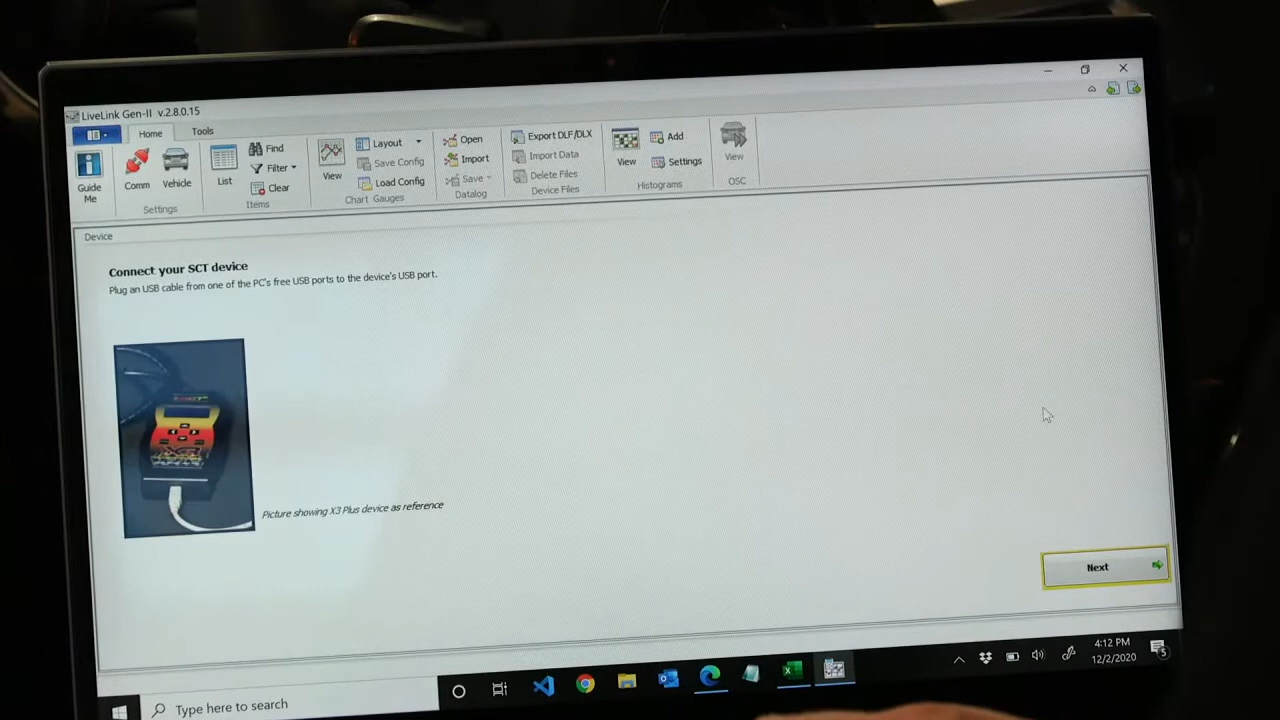 LiveLink Gen-II v.2.8.0.15
Home Tools
Guide Me
Comm
Vehicle
Settings
List
Find
Filter
Clear
Items
View
Layout
Save Config
Load Config
Chart Gauges
Open
Import
Save
Datalog
Export DLF/DLX
Import Data
Delete Files
Device Files
View
Add
Settings
Histograms
View
OSC
Device
Connect your SCT device
Plug an USB cable from one of the PC's free USB ports to the device's USB port.
Picture showing X3 Plus device as reference
Next
Type here to search
4:12 PM
12/2/2020
5